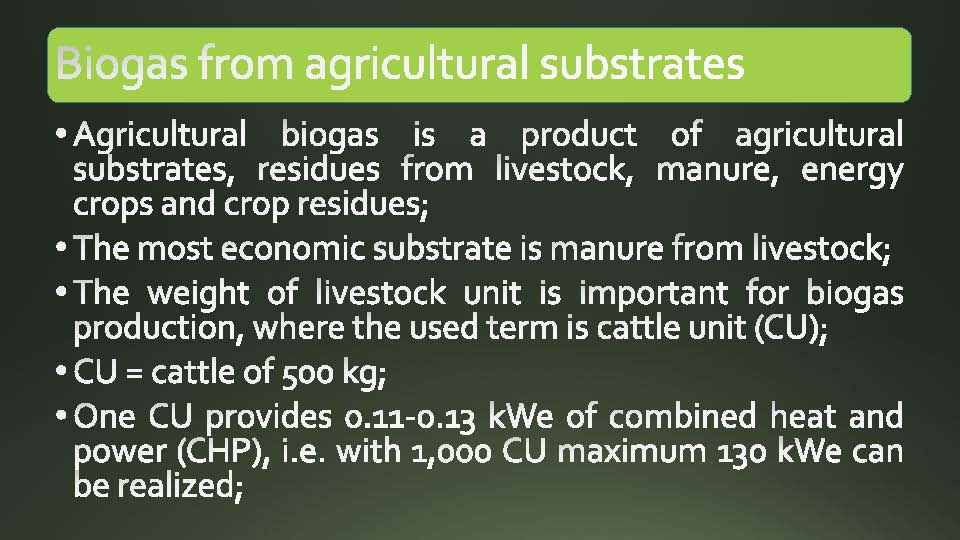 Biogas from agricultural substrates
• Agricultural biogas is a product of agricultural
substrates, residues from livestock, manure, energy
crops and crop residues;
• The most economic substrate is manure from livestock;
• The weight of livestock unit is important for biogas
production, where the used term is cattle unit (CU);
• CU = cattle of 500 kg;
• One CU provides 0.11-0.13 kWe of combined heat and
power (CHP), i.e. with 1,000 CU maximum 130 kWe can
be realized;